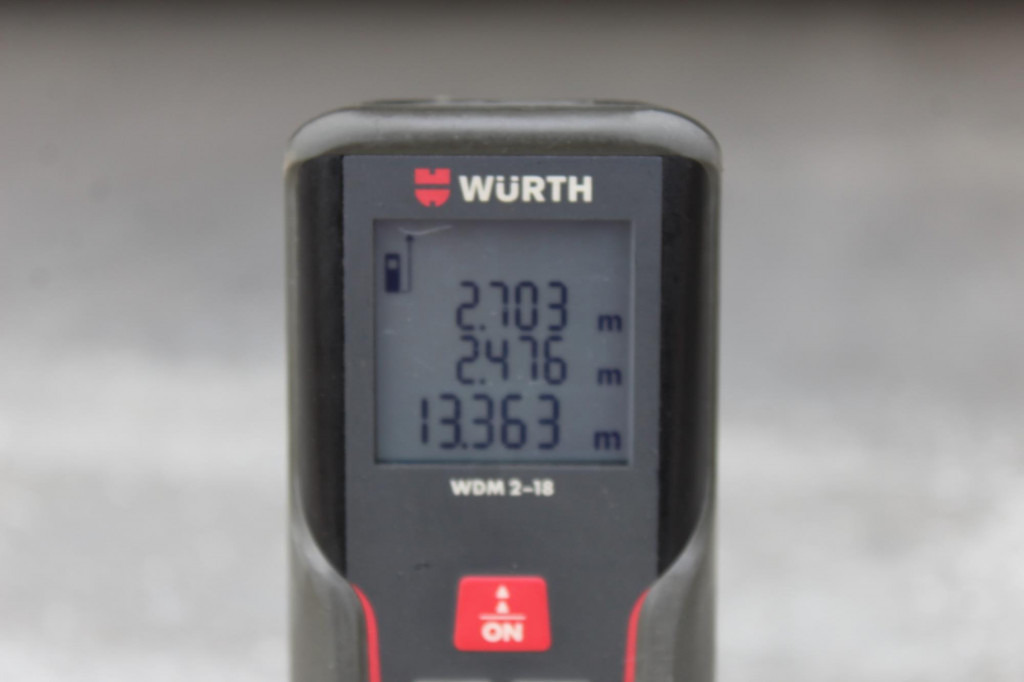 WÜRTH
2.703 m
2.476 m
13.363 m
WDM 2-18
ON